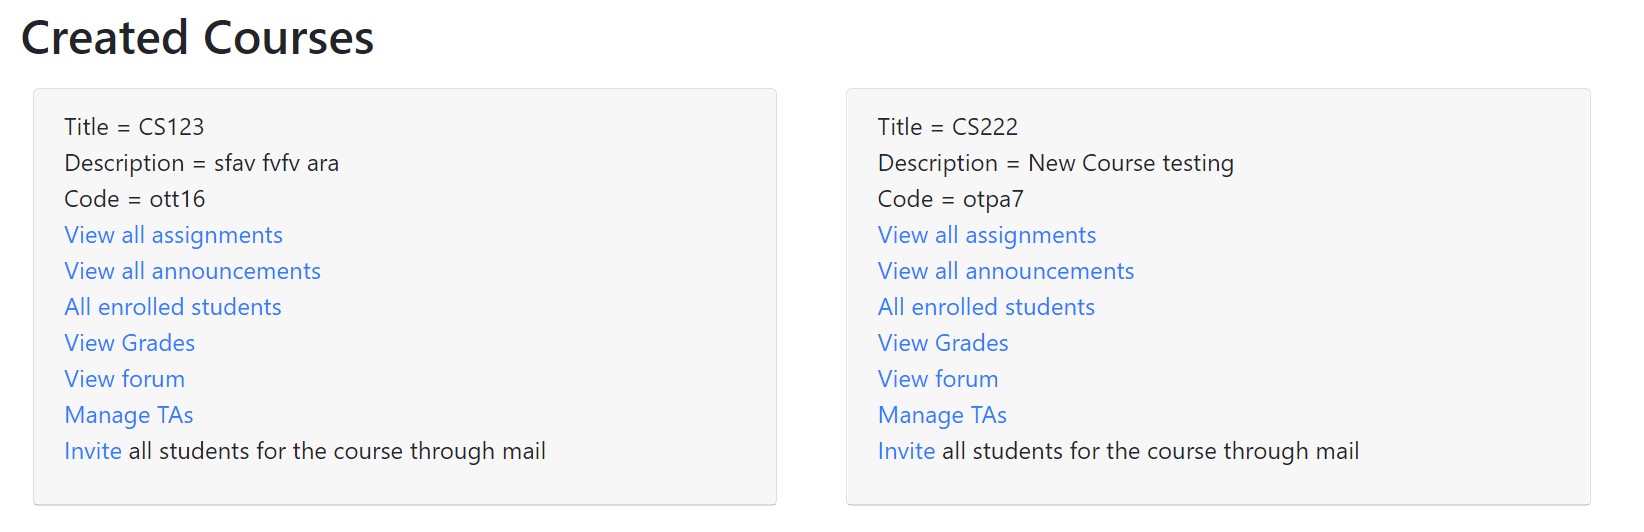 Created Courses
Title = CS123
Description = sfav fvfv ara
Code = ott16
View all assignments
View all announcements
All enrolled students
View Grades
View forum
Manage TAs
Invite all students for the course through mail
Title = CS222
Description = New Course testing
Code = otpa7
View all assignments
View all announcements
All enrolled students
View Grades
View forum
Manage TAs
Invite all students for the course through mail